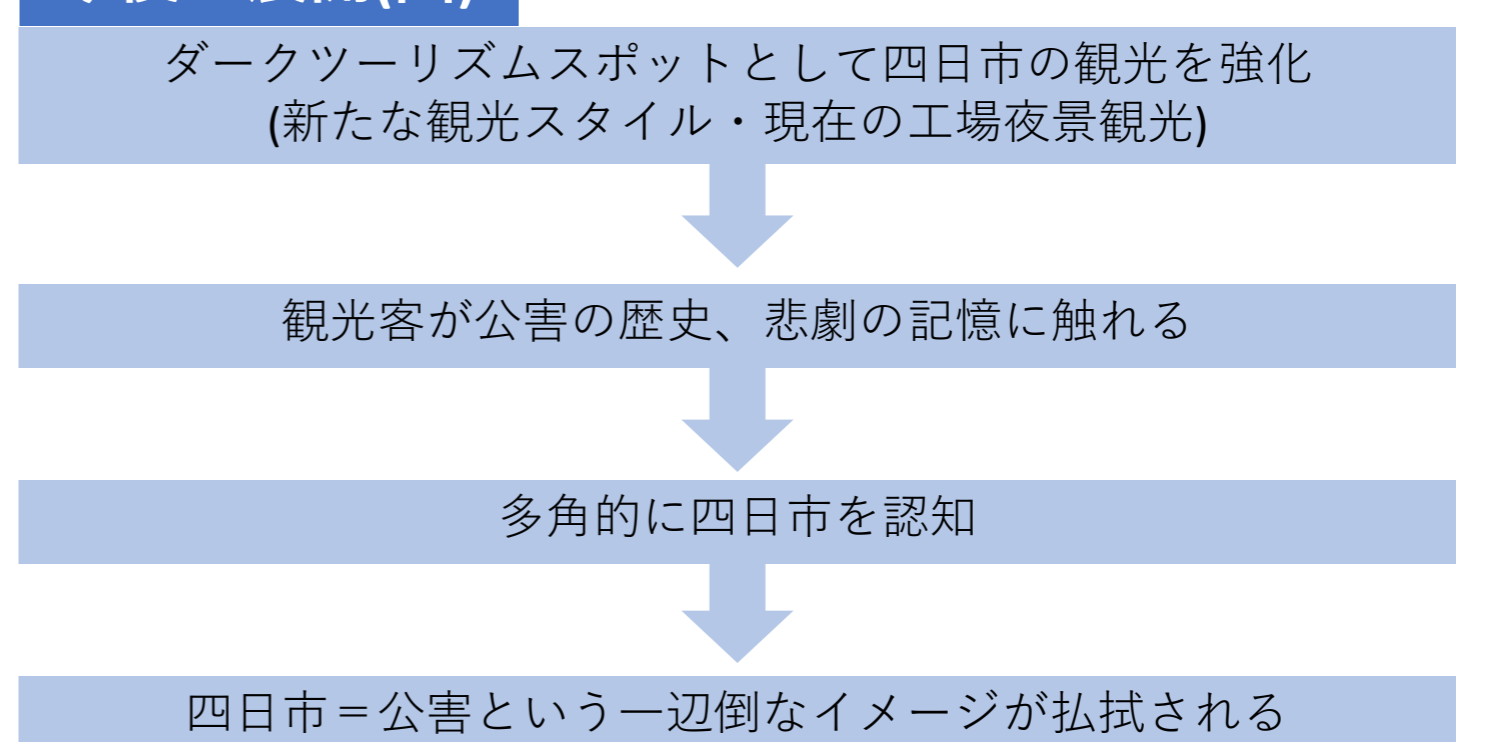 ダークツーリズムスポットとして四日市の観光を強化
(新たな観光スタイル・現在の工場夜景観光)
観光客が公害の歴史、悲劇の記憶に触れる
多角的に四日市を認知
四日市＝公害という一辺倒なイメージが払拭される